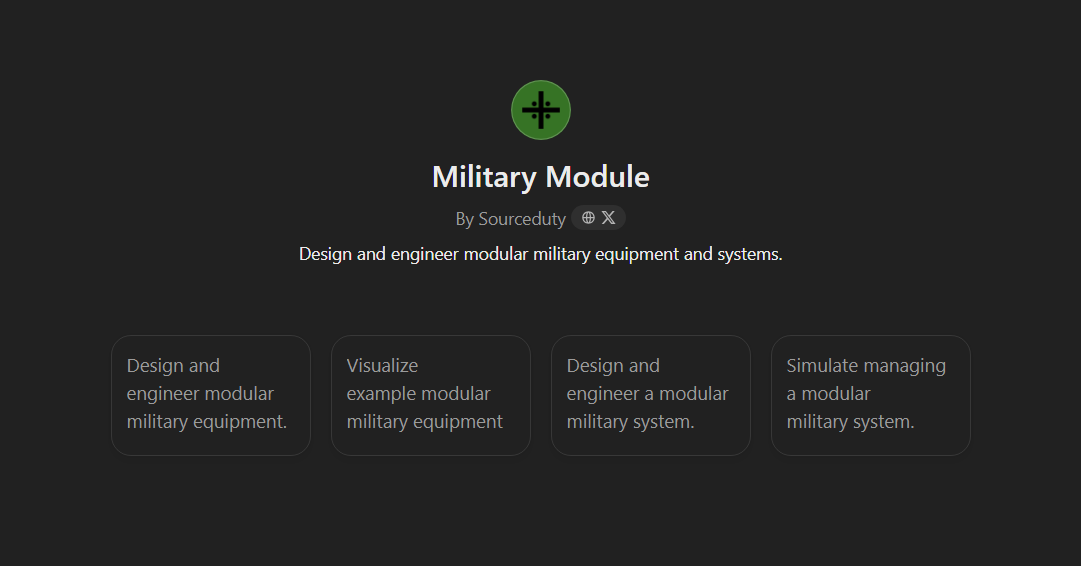 Military Module
By Sourceduty
Design and engineer modular military equipment and systems.
Design and
engineer modular
military equipment.
Visualize
example modular
military equipment
Design and
engineer a modular
military system.
Simulate managing
a modular
military system.